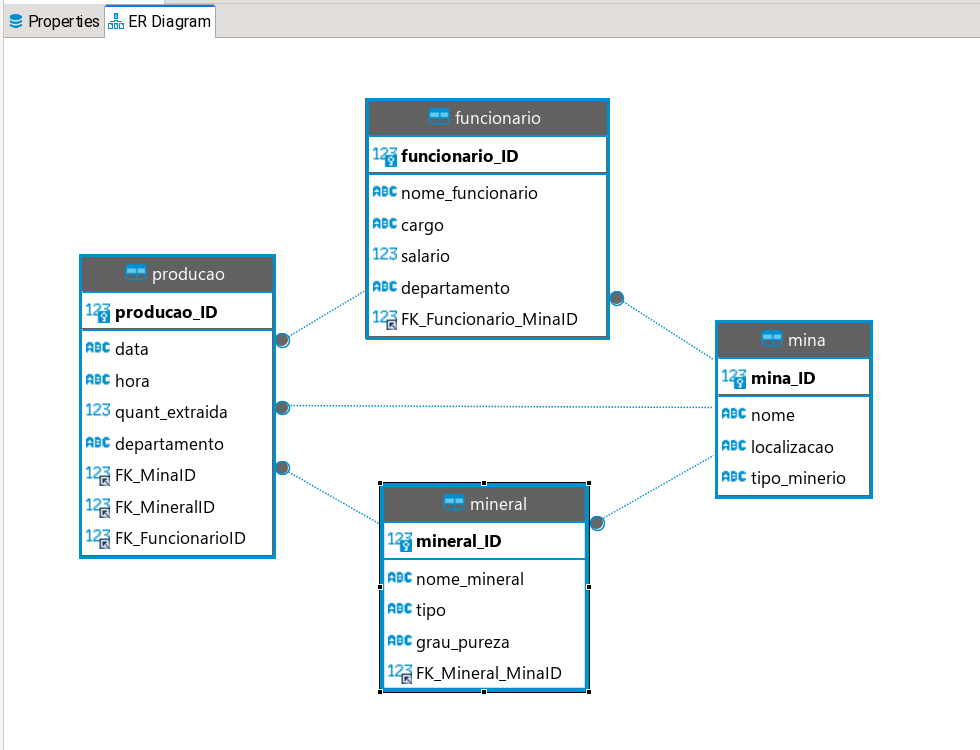 Properties
ER Diagram
funcionario
123 funcionario_ID
ABC nome_funcionario
ABC cargo
123 salario
ABC departamento
123 FK_Funcionario_MinaID
producao
123 producao_ID
ABC data
ABC hora
123 quant_extraida
ABC departamento
123 FK_MinaID
123 FK_MineralID
123 FK_FuncionarioID
mina
123 mina_ID
ABC nome
ABC localizacao
ABC tipo_minerio
mineral
123 mineral_ID
ABC nome_mineral
ABC tipo
ABC grau_pureza
123 FK_Mineral_MinaID